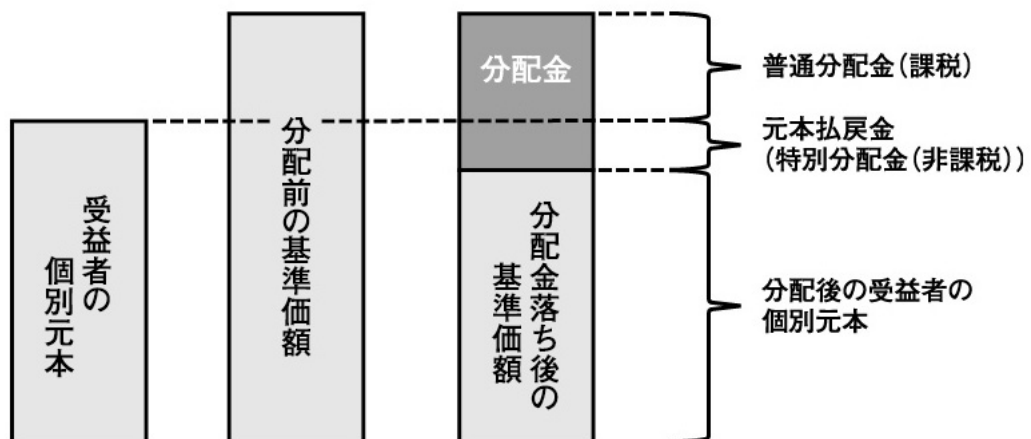 受益者の
個別元本
分配前の基準価額
分配金
分配金落ち後の
基準価額
普通分配金(課税)
元本払戻金
(特別分配金(非課税))
分配後の受益者の
個別元本